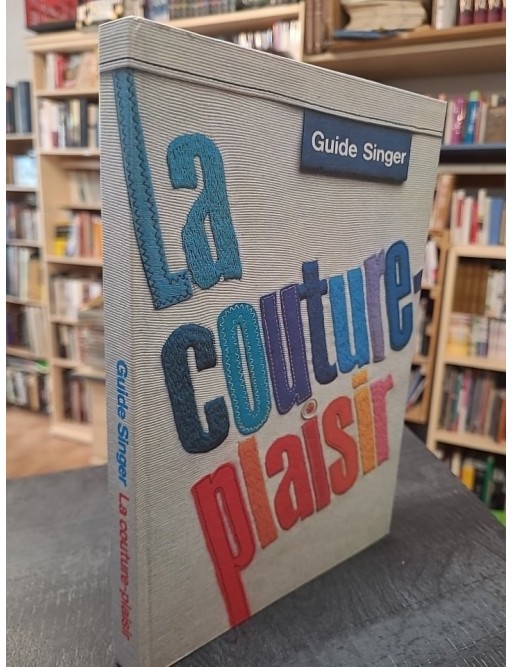 Guide Singer
La
couture-
plaisir
Guide Singer La couture-plaisir